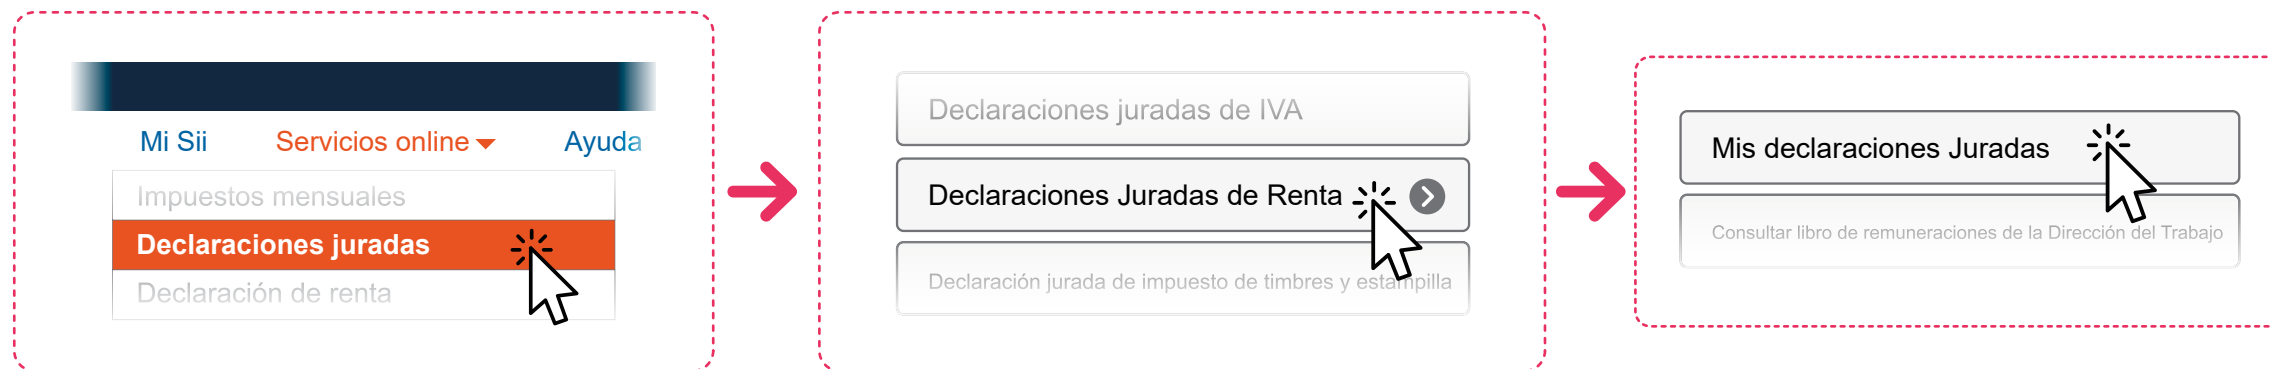 Mi Sii Servicios online Ayuda
Impuestos mensuales
Declaraciones juradas
Declaración de renta
Declaraciones juradas de IVA
Declaraciones Juradas de Renta
Declaración jurada de impuesto de timbres y estampilla
Mis declaraciones Juradas
Consultar libro de remuneraciones de la Dirección del Trabajo